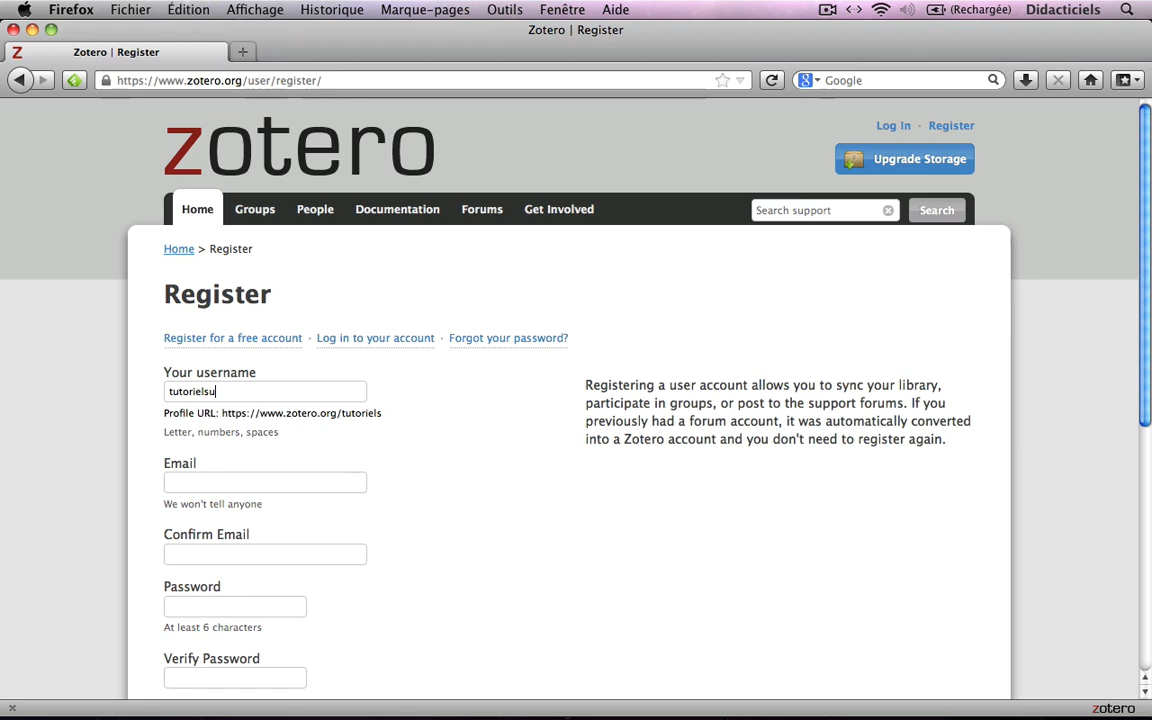 Firefox Fichier Édition Affichage Historique Marque-pages Outils Fenêtre Aide (Rechargée) Didacticiels
Zotero | Register
Z Zotero | Register
https://www.zotero.org/user/register/ Google
zotero
Log In · Register
Upgrade Storage
Home Groups People Documentation Forums Get Involved Search support Search
Home > Register
Register
Register for a free account · Log in to your account · Forgot your password?
Your username
tutorielsu
Profile URL: https://www.zotero.org/tutoriels
Letter, numbers, spaces
Email
We won't tell anyone
Confirm Email
Password
At least 6 characters
Verify Password
Registering a user account allows you to sync your library,
participate in groups, or post to the support forums. If you
previously had a forum account, it was automatically converted
into a Zotero account and you don't need to register again.
zotero